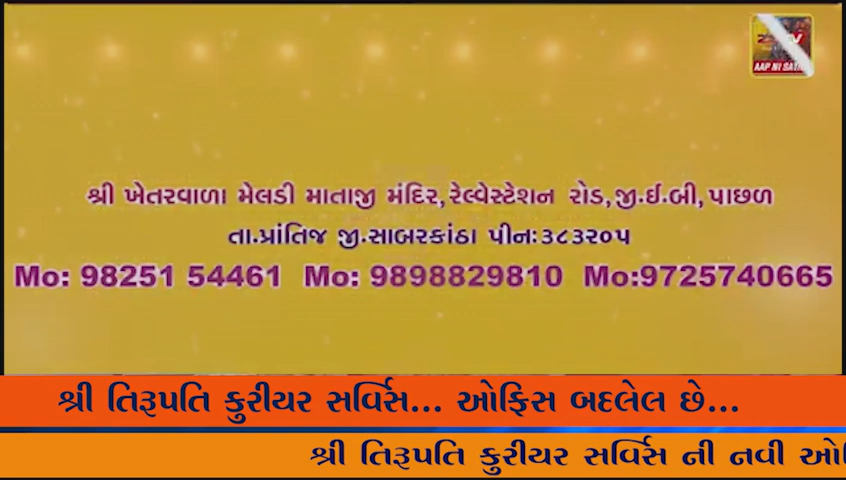 AAP NI SATHE
શ્રી ખેતરવાળા મેલડી માતાજી મંદિર,રેલ્વેસ્ટેશન રોડ,જી.ઈ.બી,પાછળ
તા.પ્રાંતિજ જી.સાબરકાંઠા પીનઃ૩૮૩૨૦૫
Mo: 98251 54461 Mo: 9898829810 Mo:9725740665
શ્રી તિરૂપતિ કુરીયર સર્વિસ... ઓફિસ બદલેલ છે...
શ્રી તિરૂપતિ કુરીયર સર્વિસ ની નવી